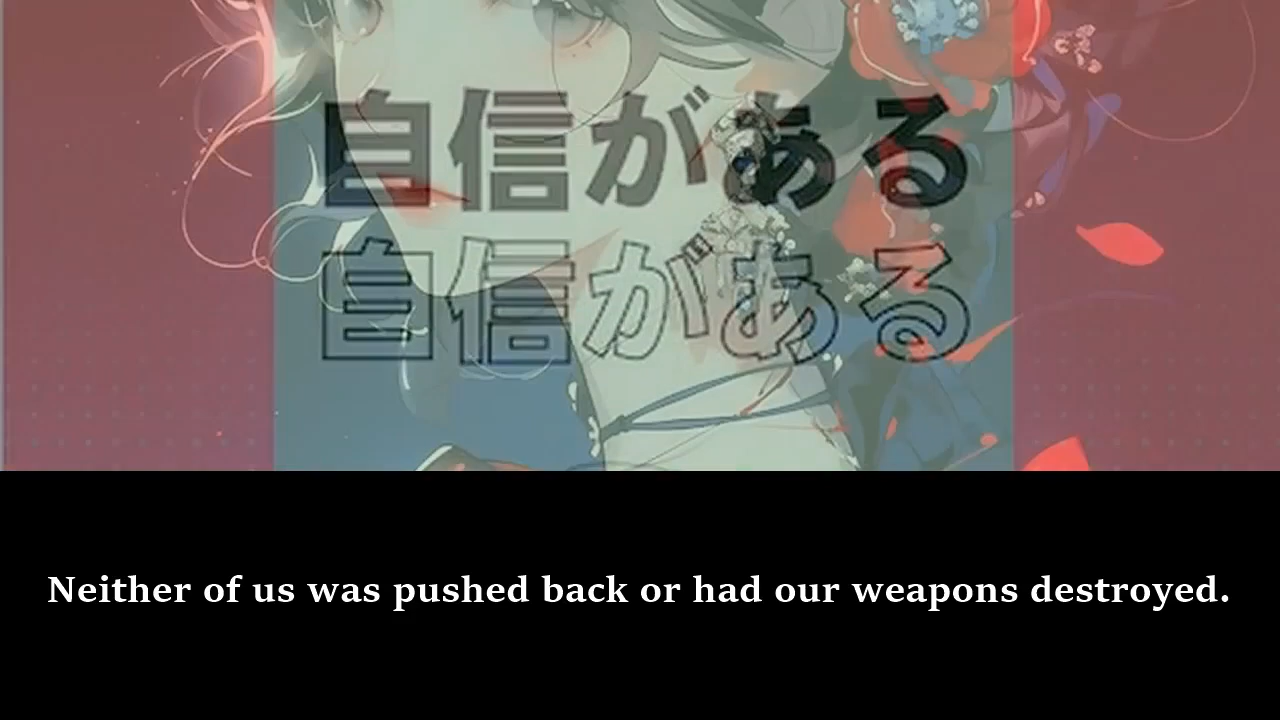 自信がある
自信がある
Neither of us was pushed back or had our weapons destroyed.